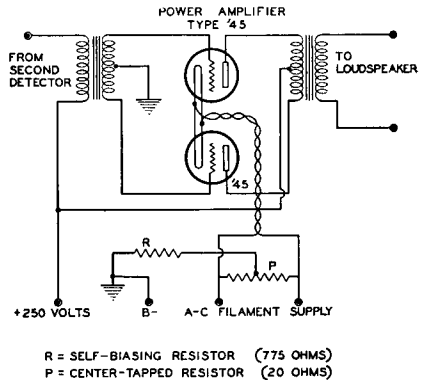 POWER AMPLIFIER
TYPE '45
FROM
SECOND
DETECTOR
TO
LOUDSPEAKER
'45
R
P
+250 VOLTS
B-
A-C FILAMENT SUPPLY
R = SELF-BIASING RESISTOR (775 OHMS)
P = CENTER-TAPPED RESISTOR (20 OHMS)